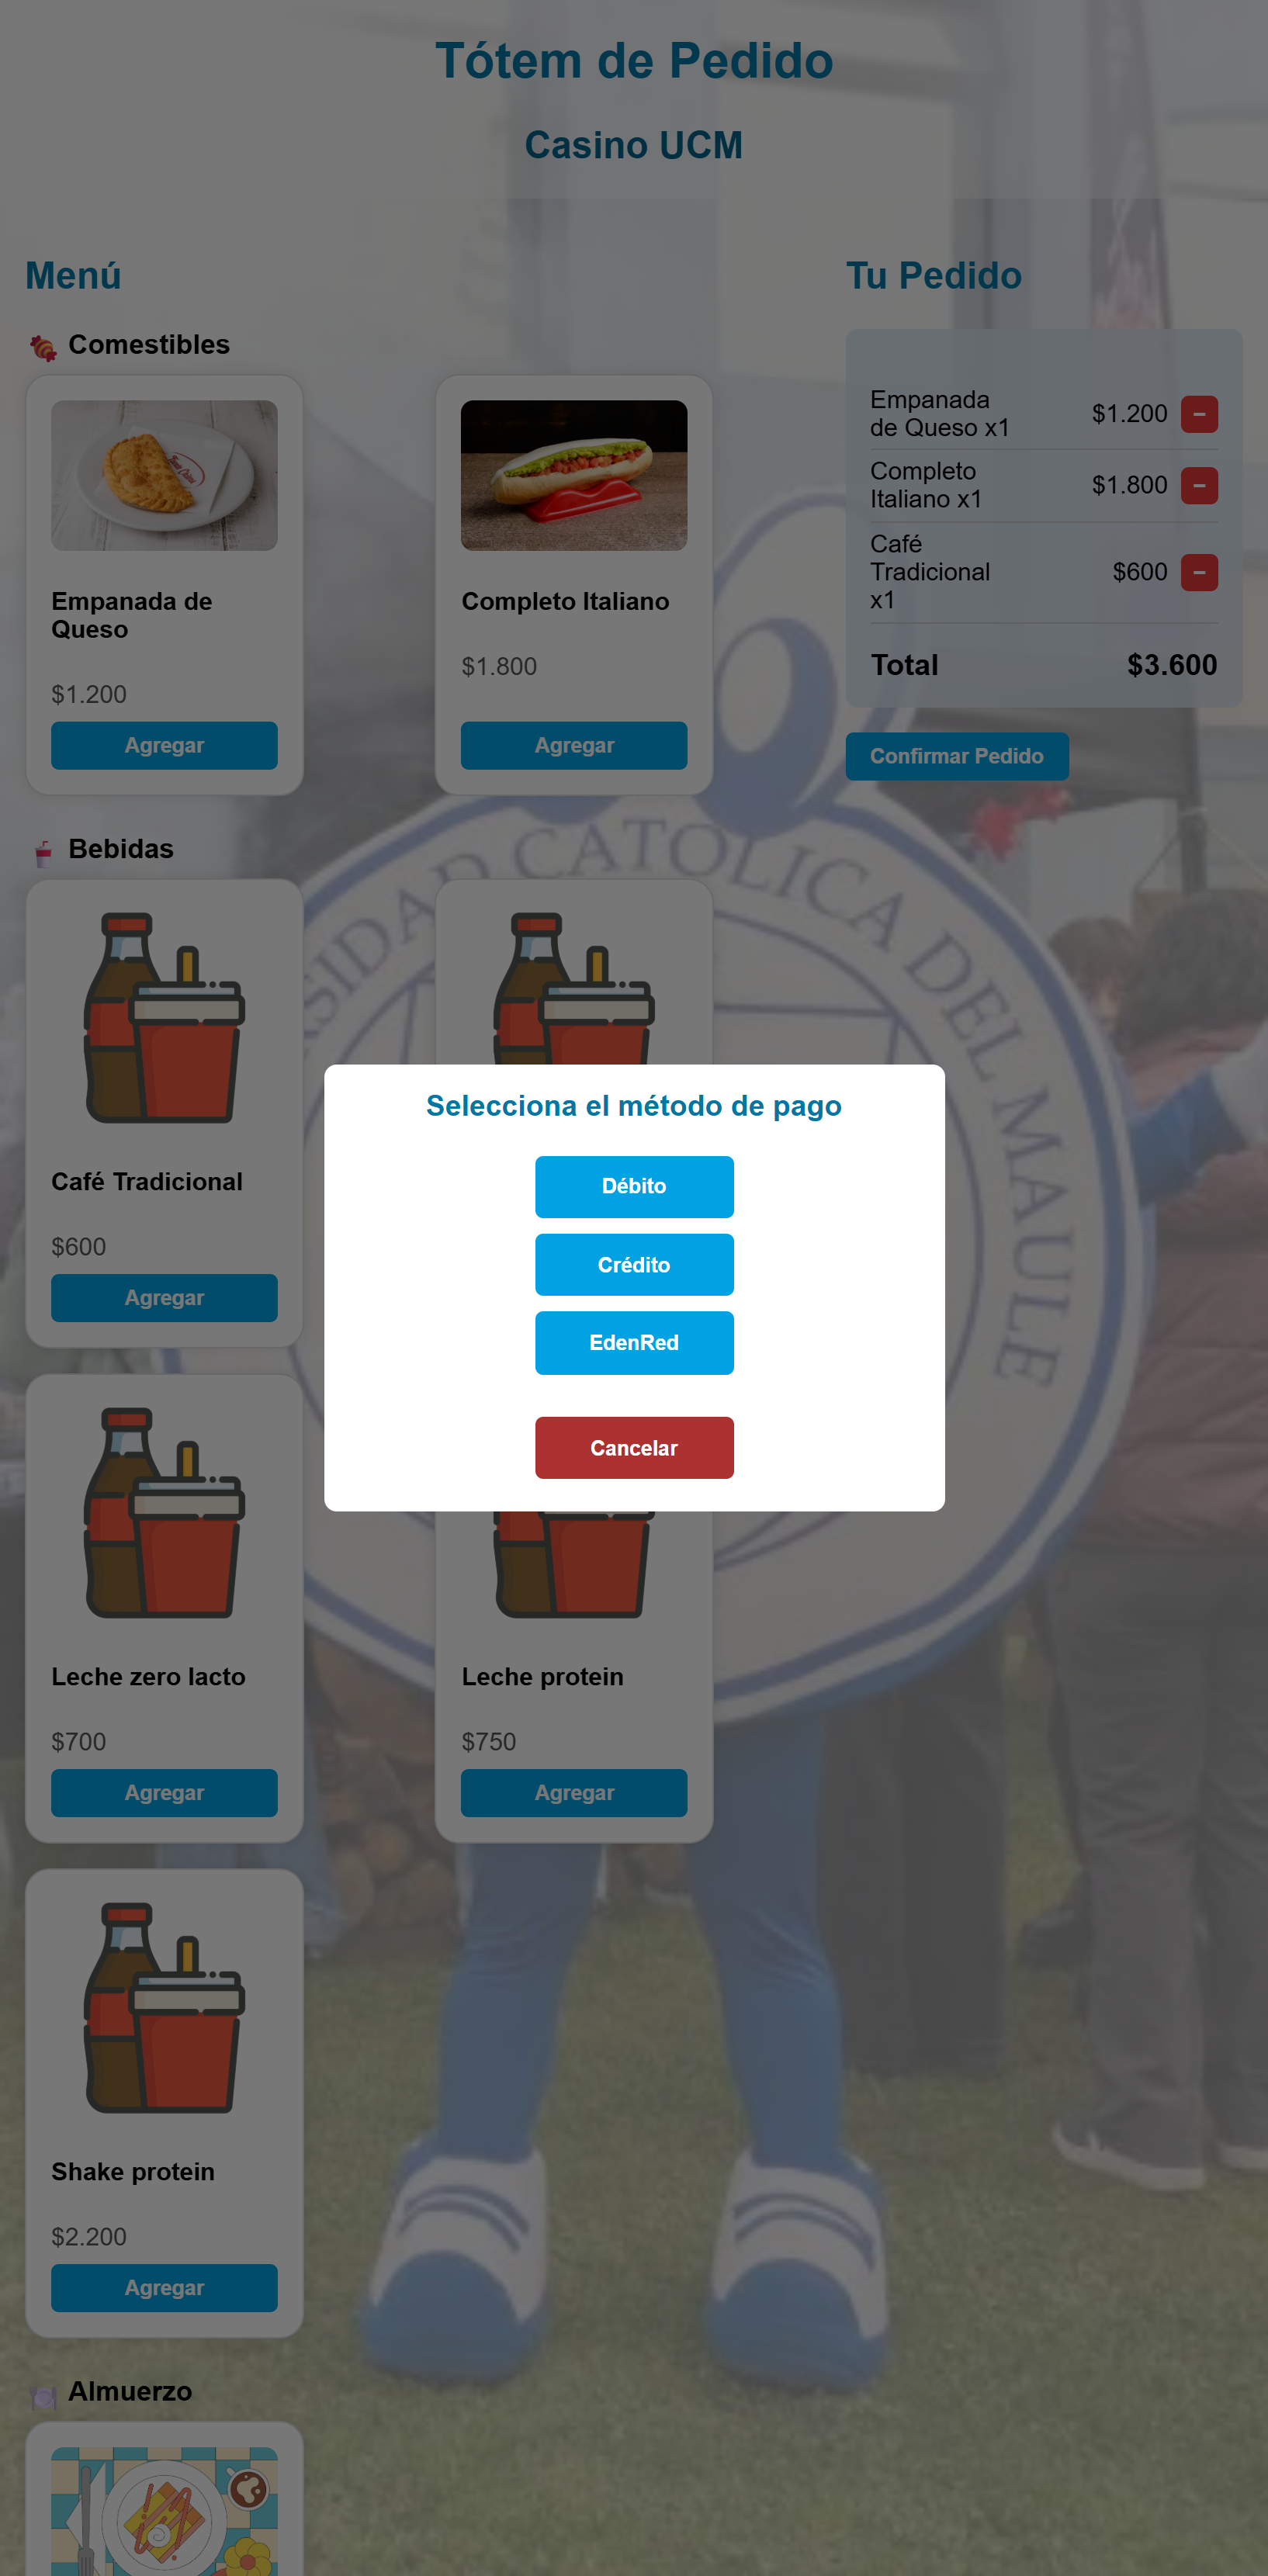 Tótem de Pedido
Casino UCM
Menú
Comestibles
Empanada de
Queso
$1.200
Agregar
Completo Italiano
$1.800
Agregar
Bebidas
Café Tradicional
$600
Agregar
Leche zero lacto
$700
Agregar
Leche protein
$750
Agregar
Shake protein
$2.200
Agregar
Almuerzo
Tu Pedido
Empanada
de Queso x1
$1.200
−
Completo
Italiano x1
$1.800
−
Café
Tradicional
x1
$600
−
Total $3.600
Confirmar Pedido
Selecciona el método de pago
Débito
Crédito
EdenRed
Cancelar
CATOLICA DEL MAULE